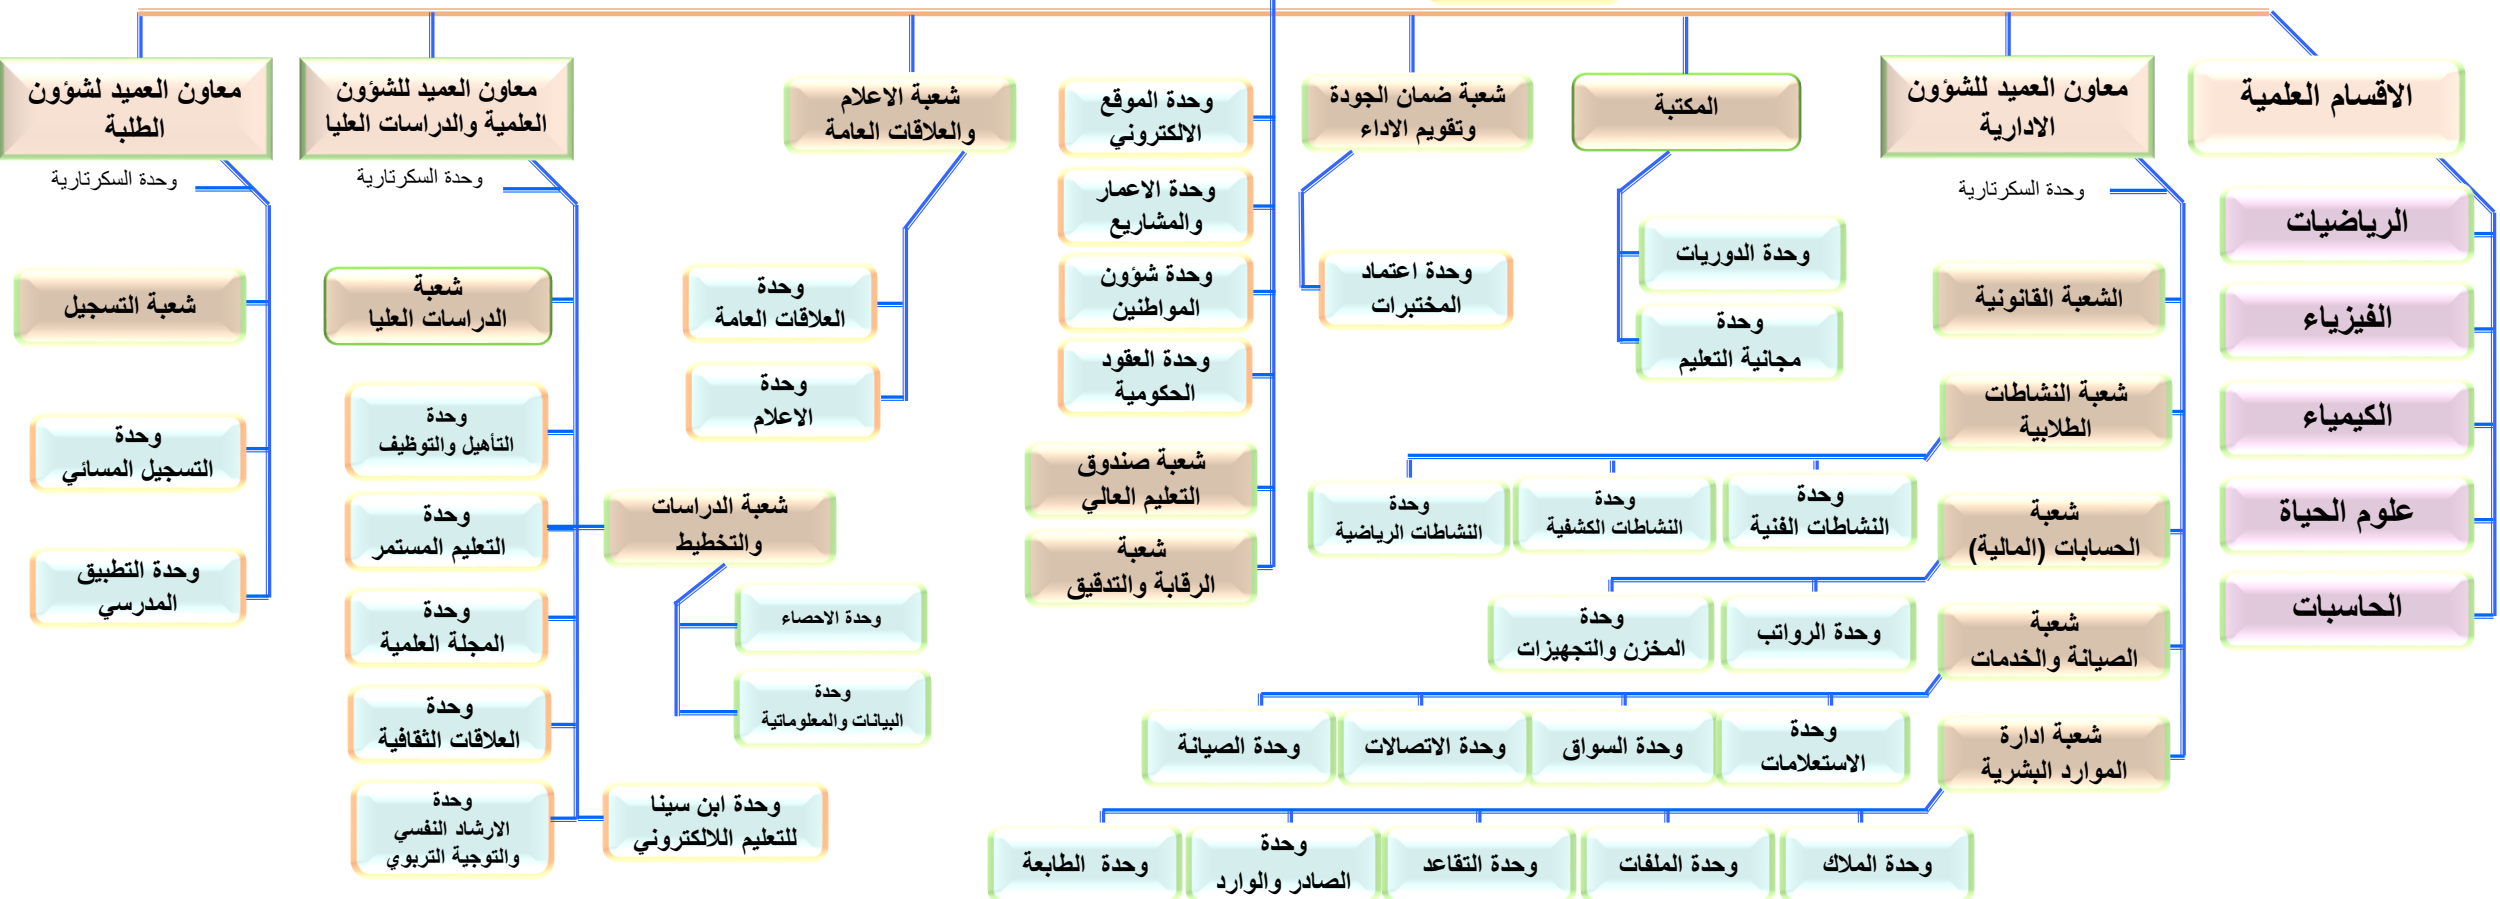 الاقسام العلمية
الرياضيات
الفيزياء
الكيمياء
علوم الحياة
الحاسبات
معاون العميد للشؤون
الادارية
وحدة السكرتارية
الشعبة القانونية
شعبة النشاطات
الطلابية
وحدة
النشاطات الفنية
وحدة
النشاطات الكشفية
وحدة
النشاطات الرياضية
شعبة
الحسابات (المالية)
وحدة الرواتب
وحدة
المخزن والتجهيزات
شعبة
الصيانة والخدمات
وحدة
الاستعلامات
وحدة السواق
وحدة الاتصالات
وحدة الصيانة
شعبة ادارة
الموارد البشرية
وحدة الملاك
وحدة الملفات
وحدة التقاعد
وحدة
الصادر والوارد
وحدة الطابعة
المكتبة
وحدة الدوريات
وحدة
مجانية التعليم
شعبة ضمان الجودة
وتقويم الاداء
وحدة اعتماد
المختبرات
وحدة الموقع
الالكتروني
وحدة الاعمار
والمشاريع
وحدة شؤون
المواطنين
وحدة العقود
الحكومية
شعبة صندوق
التعليم العالي
شعبة
الرقابة والتدقيق
شعبة الاعلام
والعلاقات العامة
وحدة
العلاقات العامة
وحدة
الاعلام
معاون العميد للشؤون
العلمية والدراسات العليا
وحدة السكرتارية
شعبة
الدراسات العليا
وحدة
التأهيل والتوظيف
وحدة
التعليم المستمر
شعبة الدراسات
والتخطيط
وحدة الاحصاء
وحدة
البيانات والمعلوماتية
وحدة
المجلة العلمية
وحدة
العلاقات الثقافية
وحدة
الارشاد النفسي
والتوجية التربوي
وحدة ابن سينا
للتعليم اللالكتروني
معاون العميد لشؤون
الطلبة
وحدة السكرتارية
شعبة التسجيل
وحدة
التسجيل المسائي
وحدة التطبيق
المدرسي